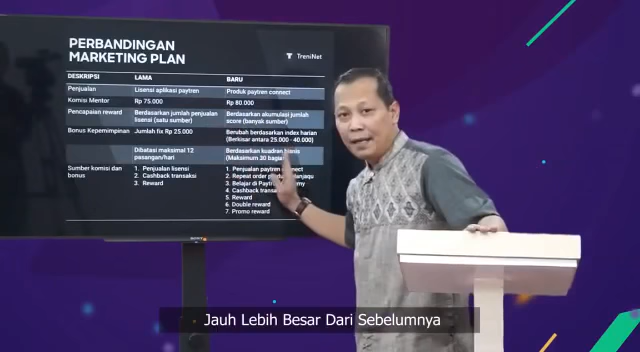 PERBANDINGAN
MARKETING PLAN
TreniNet
DESKRIPSI LAMA BARU
Penjualan Lisensi aplikasi paytren Produk paytren connect
Komisi Mentor Rp 75.000 Rp 80.000
Pencapaian reward Berdasarkan jumlah penjualan Berdasarkan akumulasi jumlah
lisensi (satu sumber) score (banyak sumber)
Bonus Kepemimpinan Jumlah fix Rp 25.000 Berubah berdasarkan index harian
(Berkisar antara 25.000 - 40.000)
Dibatasi maksimal 12 Berdasarkan kuadran bisnis
pasangan/hari (Maksimum 30
Sumber komisi dan 1. Penjualan lisensi 1. Penjualan paytren connect
bonus 2. Cashback transaksi 2. Repeat order
3. Reward 3. Belajar di
4. Cashback
5. Reward
6. Double reward
7. Promo reward
Jauh Lebih Besar Dari Sebelumnya